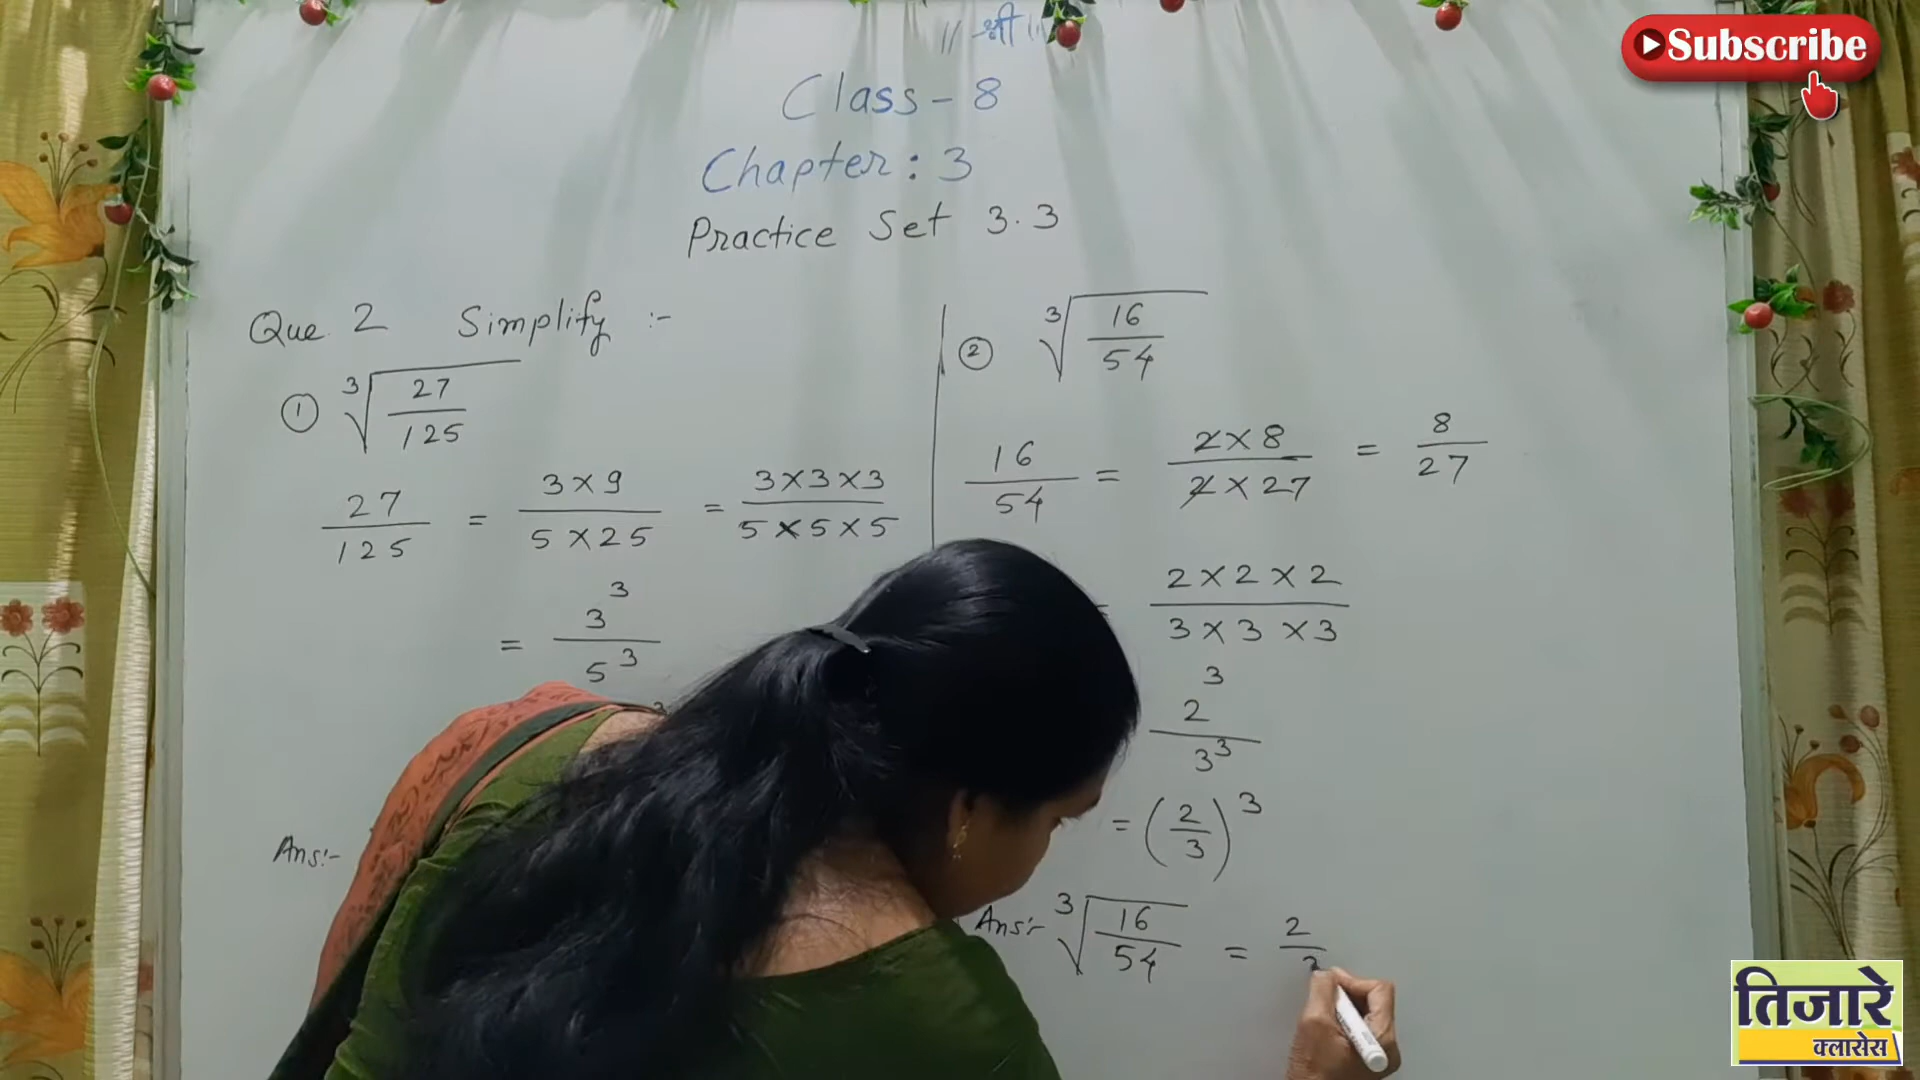 ॥ श्री ॥
Subscribe
Class - 8
Chapter : 3
Practice Set 3.3
Que. 2 Simplify :-
① ∛(27/125)
27/125 = 3×9/5×25 = 3×3×3/5×5×5
= 3³/5³
Ans:-
② ∛(16/54)
16/54 = 2×8/2×27 = 8/27
2×2×2/3×3×3
2³/3³
= (2/3)³
Ans:- ∛(16/54) = 2/3
तिजारे
क्लासेस